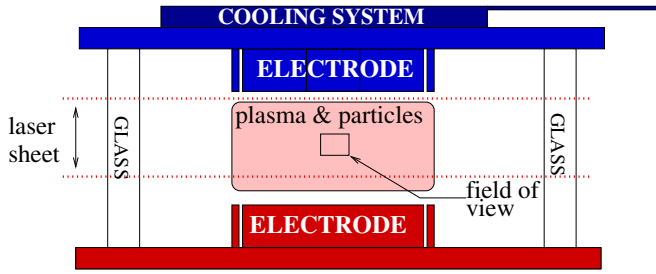 COOLING SYSTEM
ELECTRODE
plasma & particles
laser
sheet
GLASS
GLASS
field of
view
ELECTRODE